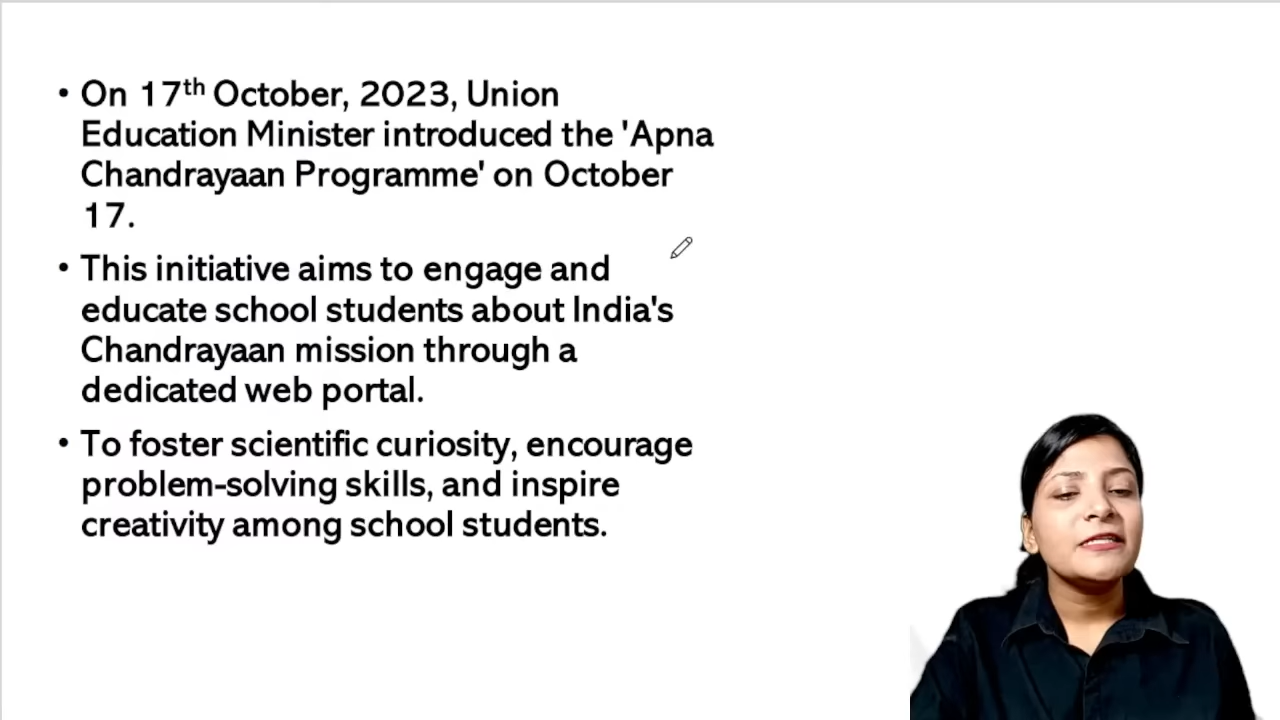 • On 17th October, 2023, Union
Education Minister introduced the 'Apna
Chandrayaan Programme' on October
17.
• This initiative aims to engage and
educate school students about India's
Chandrayaan mission through a
dedicated web portal.
• To foster scientific curiosity, encourage
problem-solving skills, and inspire
creativity among school students.